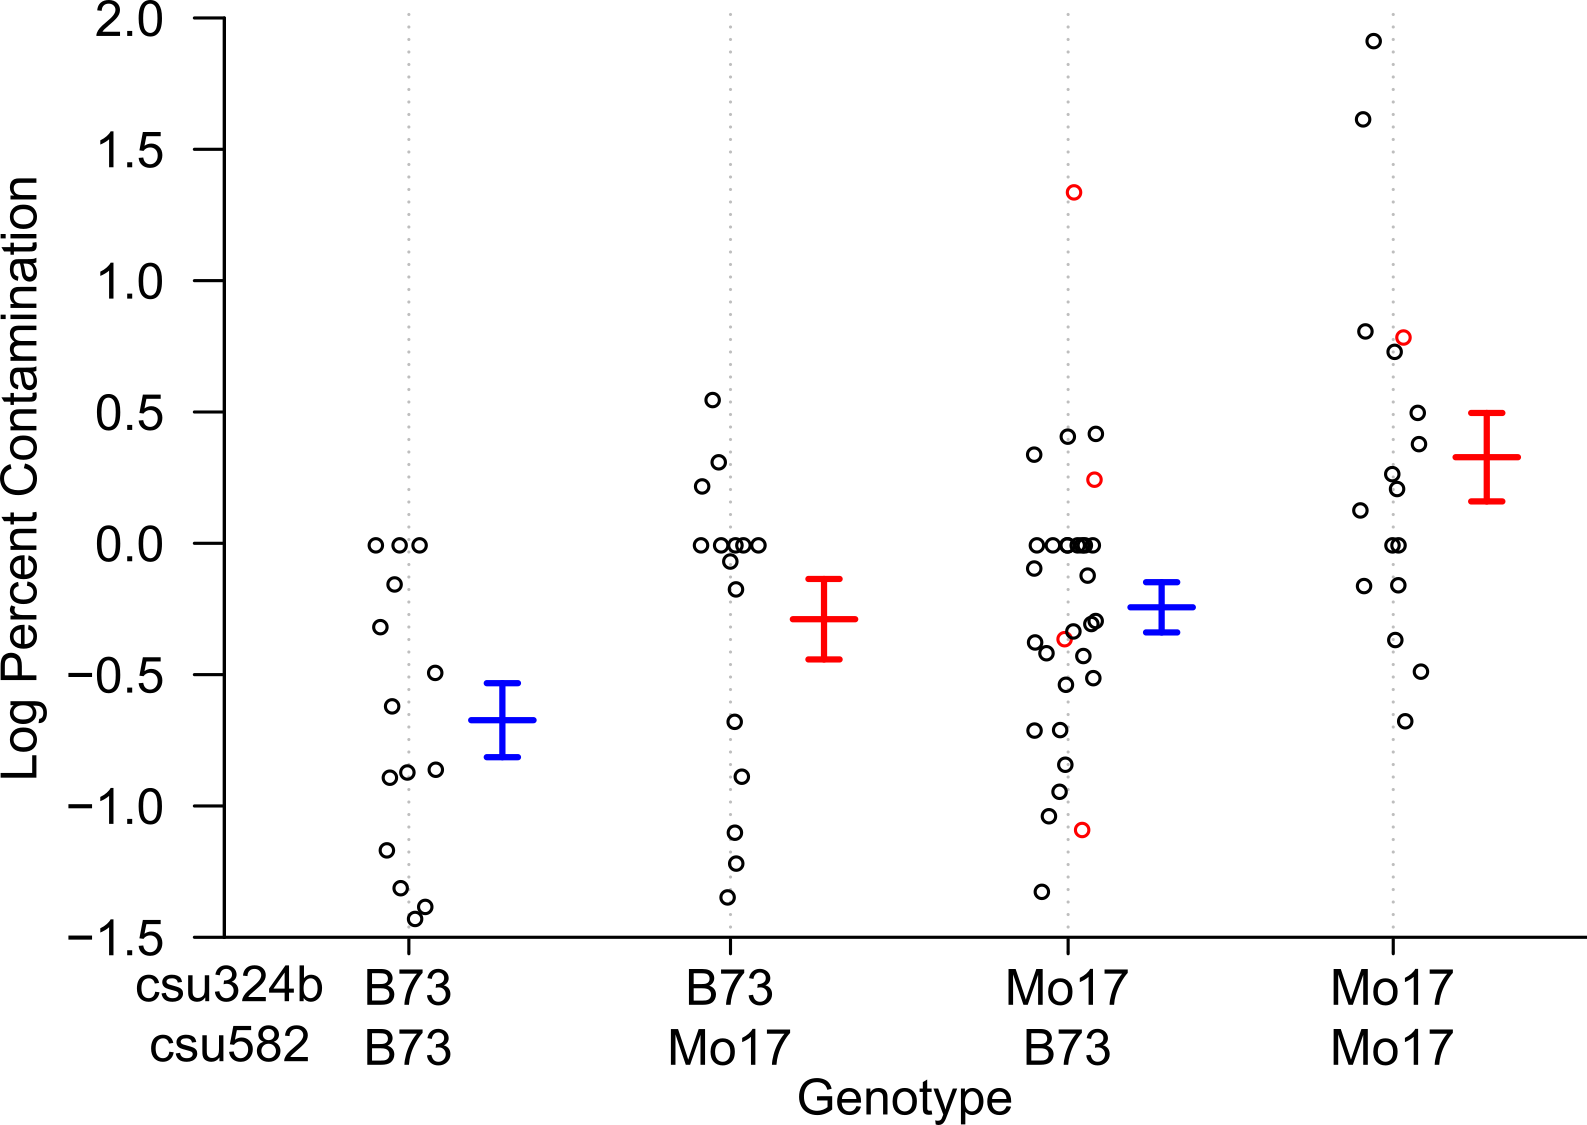 Log Percent Contamination
2.0
1.5
1.0
0.5
0.0
−0.5
−1.0
−1.5
csu324b B73 B73 Mo17 Mo17
csu582 B73 Mo17 B73 Mo17
Genotype